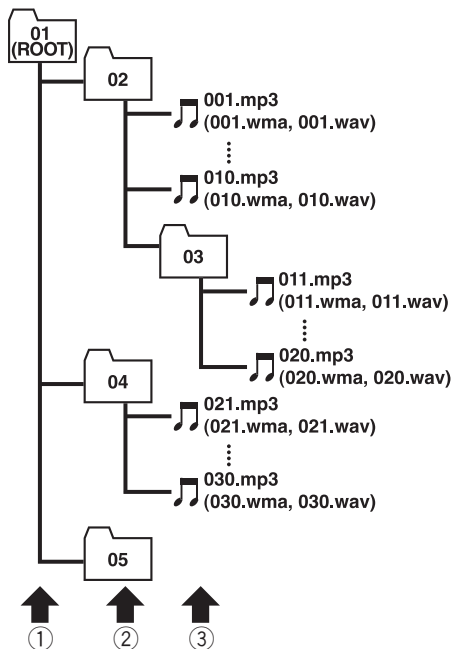 01
(ROOT)
02
001.mp3
(001.wma, 001.wav)
010.mp3
(010.wma, 010.wav)
03
011.mp3
(011.wma, 011.wav)
020.mp3
(020.wma, 020.wav)
04
021.mp3
(021.wma, 021.wav)
030.mp3
(030.wma, 030.wav)
05
① ② ③